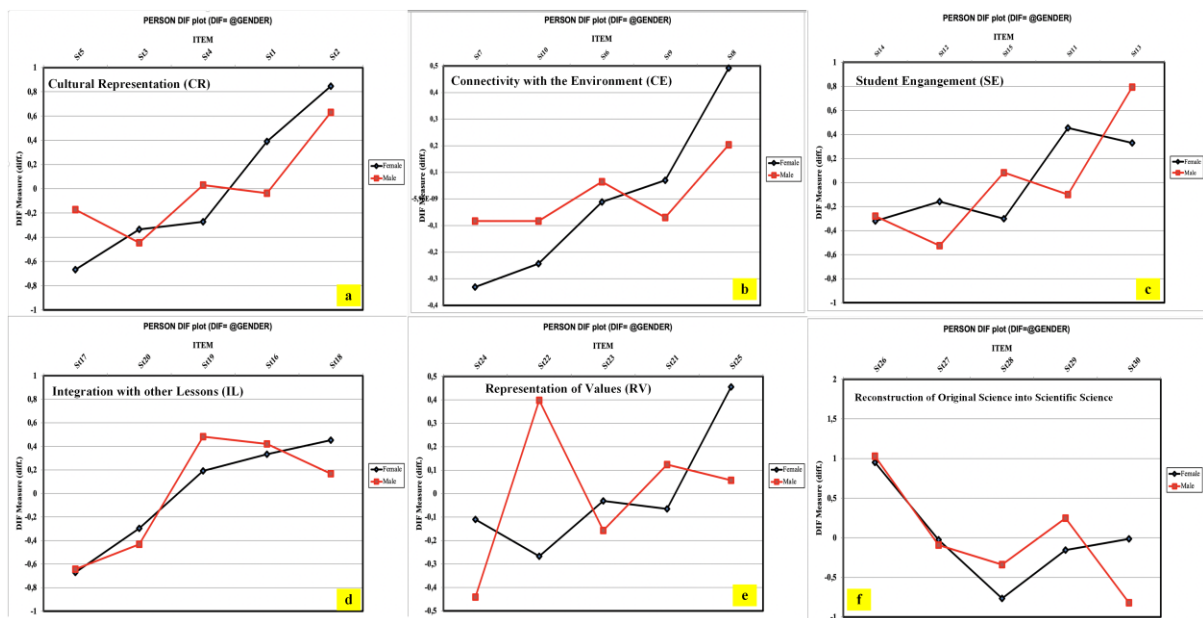 PERSON DIF plot (DIF= @GENDER)
ITEM
St5 St3 St4 St1 St2
Cultural Representation (CR)
DIF Measure (diff.)
1
0,8
0,6
0,4
0,2
0
-0,2
-0,4
-0,6
-0,8
-1
Female
Male
a
PERSON DIF plot (DIF= @GENDER)
ITEM
St7 St10 St6 St9 St8
Connectivity with the Environment (CE)
DIF Measure (diff.)
0,5
0,2
0,1
-0,1
-0,2
-0,3
-0,4
Female
Male
b
PERSON DIF plot (DIF= @GENDER)
ITEM
St14 St12 St15 St11 St13
Student Engangement (SE)
DIF Measure (diff.)
1
0,8
0,6
0,4
0,2
0
-0,2
-0,4
-0,6
-0,8
-1
Female
Male
c
PERSON DIF plot (DIF= @GENDER)
ITEM
St17 St20 St19 St16 St18
Integration with other Lessons (IL)
DIF Measure (diff.)
1
0,8
0,6
0,4
0,2
0
-0,2
-0,4
-0,6
-0,8
-1
Female
Male
d
PERSON DIF plot (DIF=@GENDER)
ITEM
St24 St22 St23 St21 St25
Representation of Values (RV)
DIF Measure (diff.)
0,5
0,4
0,3
0,2
0,1
0
-0,1
-0,2
-0,3
-0,4
-0,5
Female
Male
e
PERSON DIF plot (DIF=@GENDER)
ITEM
St26 St27 St28 St29 St30
Reconstruction of Original Science into Scientific Science
DIF Measure (diff.)
2
1
0,5
0
-0,5
-1
Female
Male
f